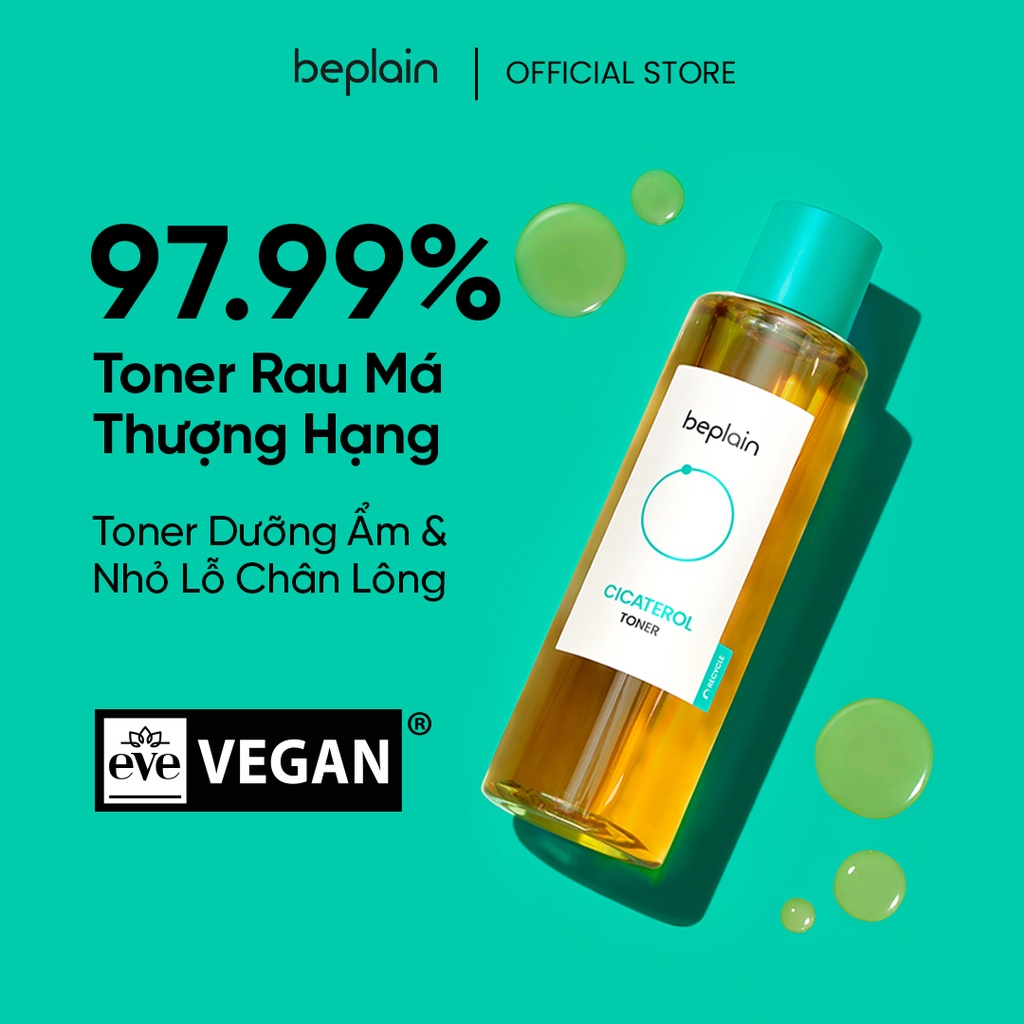 beplain | OFFICIAL STORE
97.99%
Toner Rau Má
Thượng Hạng
Toner Dưỡng Ẩm &
Nhỏ Lỗ Chân Lông
eve VEGAN®
beplain
CICATEROL
TONER
RECYCLE